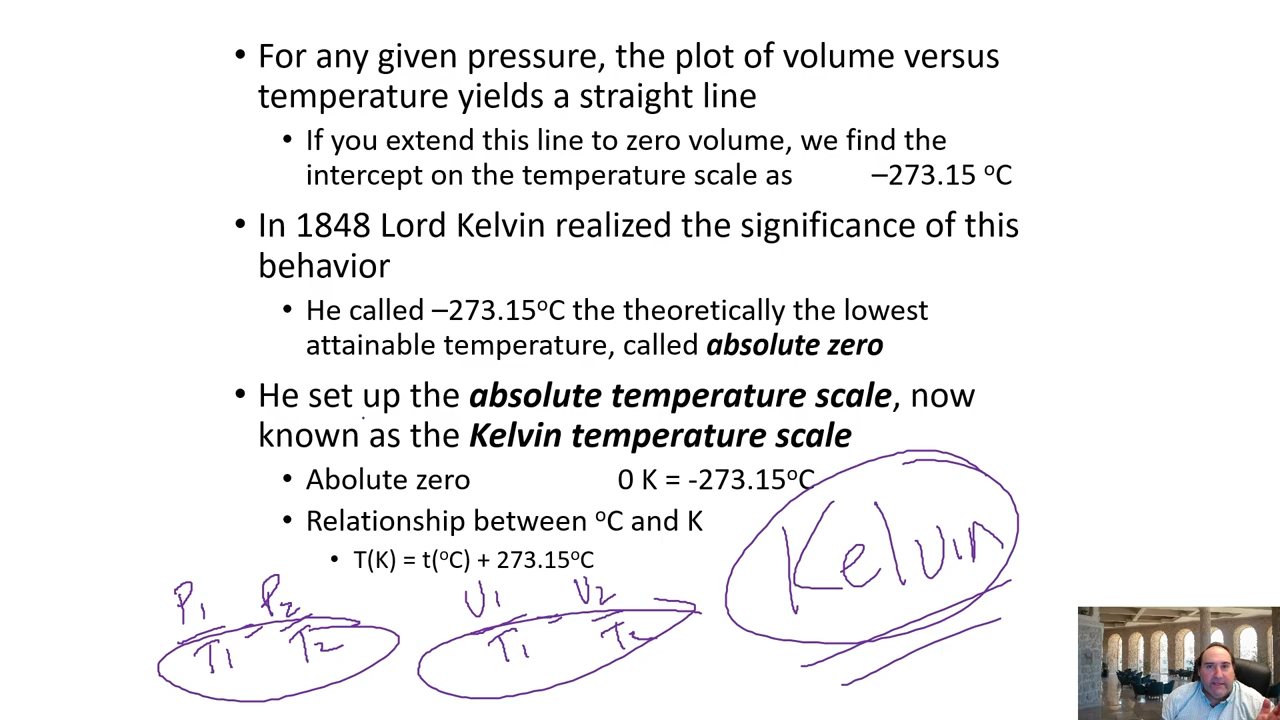 • For any given pressure, the plot of volume versus
temperature yields a straight line
• If you extend this line to zero volume, we find the
intercept on the temperature scale as –273.15 ᵒC
• In 1848 Lord Kelvin realized the significance of this
behavior
• He called –273.15ᵒC the theoretically the lowest
attainable temperature, called absolute zero
• He set up the absolute temperature scale, now
known as the Kelvin temperature scale
• Abolute zero 0 K = -273.15ᵒC
• Relationship between ᵒC and K
• T(K) = t(ᵒC) + 273.15ᵒC
Kelvin
P1 = P2 V1 = V2
T1 T2 T1 T2